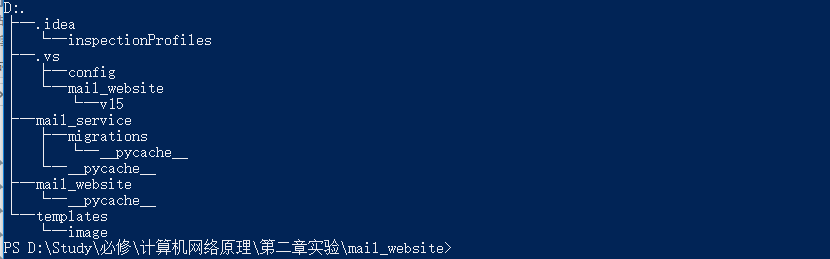 D:.
├─.idea
│  └─inspectionProfiles
├─.vs
│  ├─config
│  └─mail_website
│      └─v15
├─mail_service
│  ├─migrations
│  │  └─__pycache__
│  └─__pycache__
├─mail_website
│  └─__pycache__
└─templates
    └─image
PS D:\Study\必修\计算机网络原理\第二章实验\mail_website>